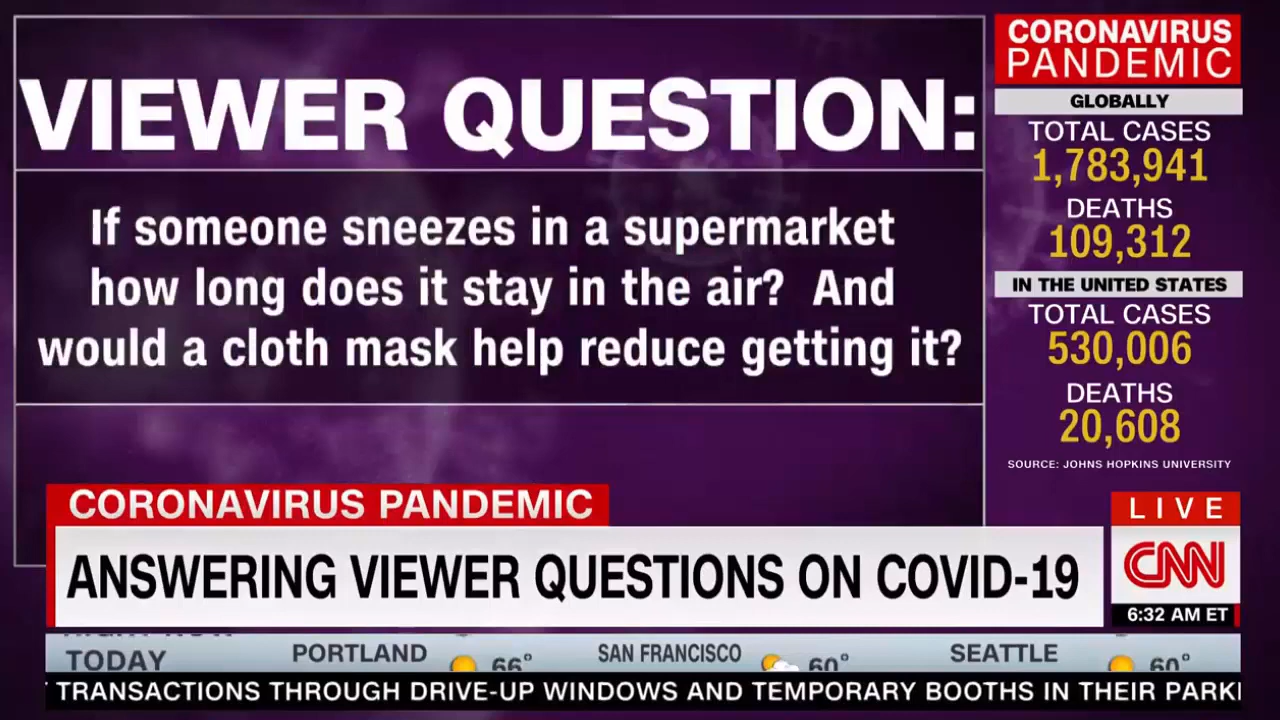 VIEWER QUESTION:
If someone sneezes in a supermarket
how long does it stay in the air? And
would a cloth mask help reduce getting it?
CORONAVIRUS
PANDEMIC
GLOBALLY
TOTAL CASES
1,783,941
DEATHS
109,312
IN THE UNITED STATES
TOTAL CASES
530,006
DEATHS
20,608
SOURCE: JOHNS HOPKINS UNIVERSITY
CORONAVIRUS PANDEMIC
ANSWERING VIEWER QUESTIONS ON COVID-19
LIVE
CNN
6:32 AM ET
TODAY PORTLAND 66° SAN FRANCISCO 60° SEATTLE 60°
TRANSACTIONS THROUGH DRIVE-UP WINDOWS AND TEMPORARY BOOTHS IN THEIR PARKI